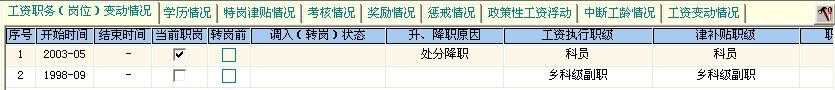 工资职务（岗位）变动情况 学历情况 特岗津贴情况 考核情况 奖励情况 惩戒情况 政策性工资浮动 中断工龄情况 工资变动情况
序号 开始时间 结束时间 当前职岗 转岗前 调入（转岗）状态 升、降职原因 工资执行职级 津补贴职级
1 2003-05 - 处分降职 科员 科员
2 1998-09 - 乡科级副职 乡科级副职